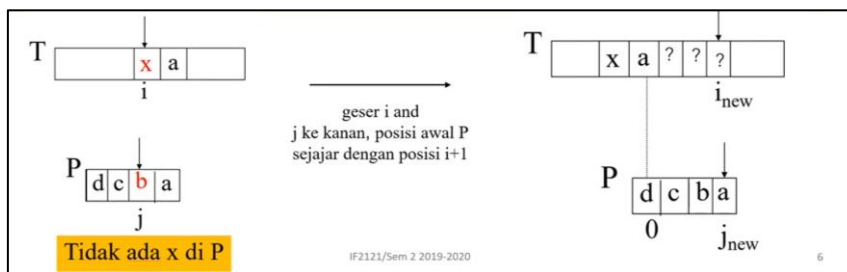 T
x a
i
P
d c b a
j
Tidak ada x di P
geser i and
j ke kanan, posisi awal P
sejajar dengan posisi i+1
T
x a ? ? ?
i new
P
d c b a
0
j new
IF2121/Sem 2 2019-2020
6